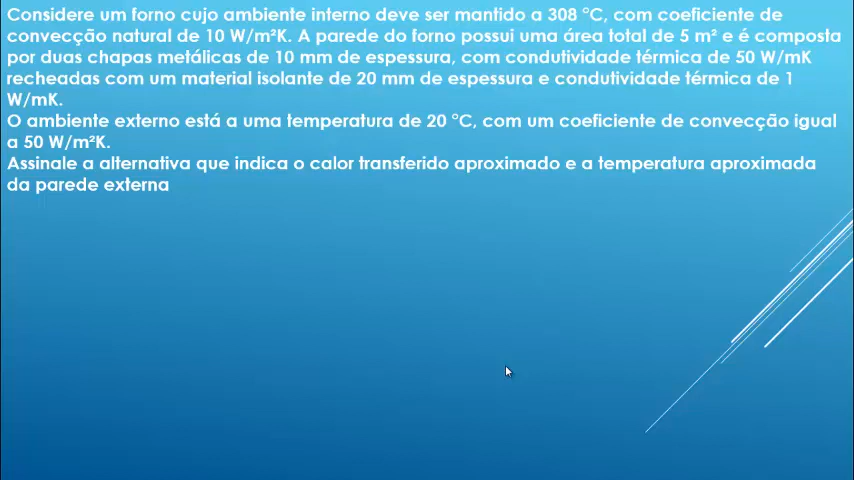 Considere um forno cujo ambiente interno deve ser mantido a 308 °C, com coeficiente de
convecção natural de 10 W/m²K. A parede do forno possui uma área total de 5 m² e é composta
por duas chapas metálicas de 10 mm de espessura, com condutividade térmica de 50 W/mK
recheadas com um material isolante de 20 mm de espessura e condutividade térmica de 1
W/mK.
O ambiente externo está a uma temperatura de 20 °C, com um coeficiente de convecção igual
a 50 W/m²K.
Assinale a alternativa que indica o calor transferido aproximado e a temperatura aproximada
da parede externa